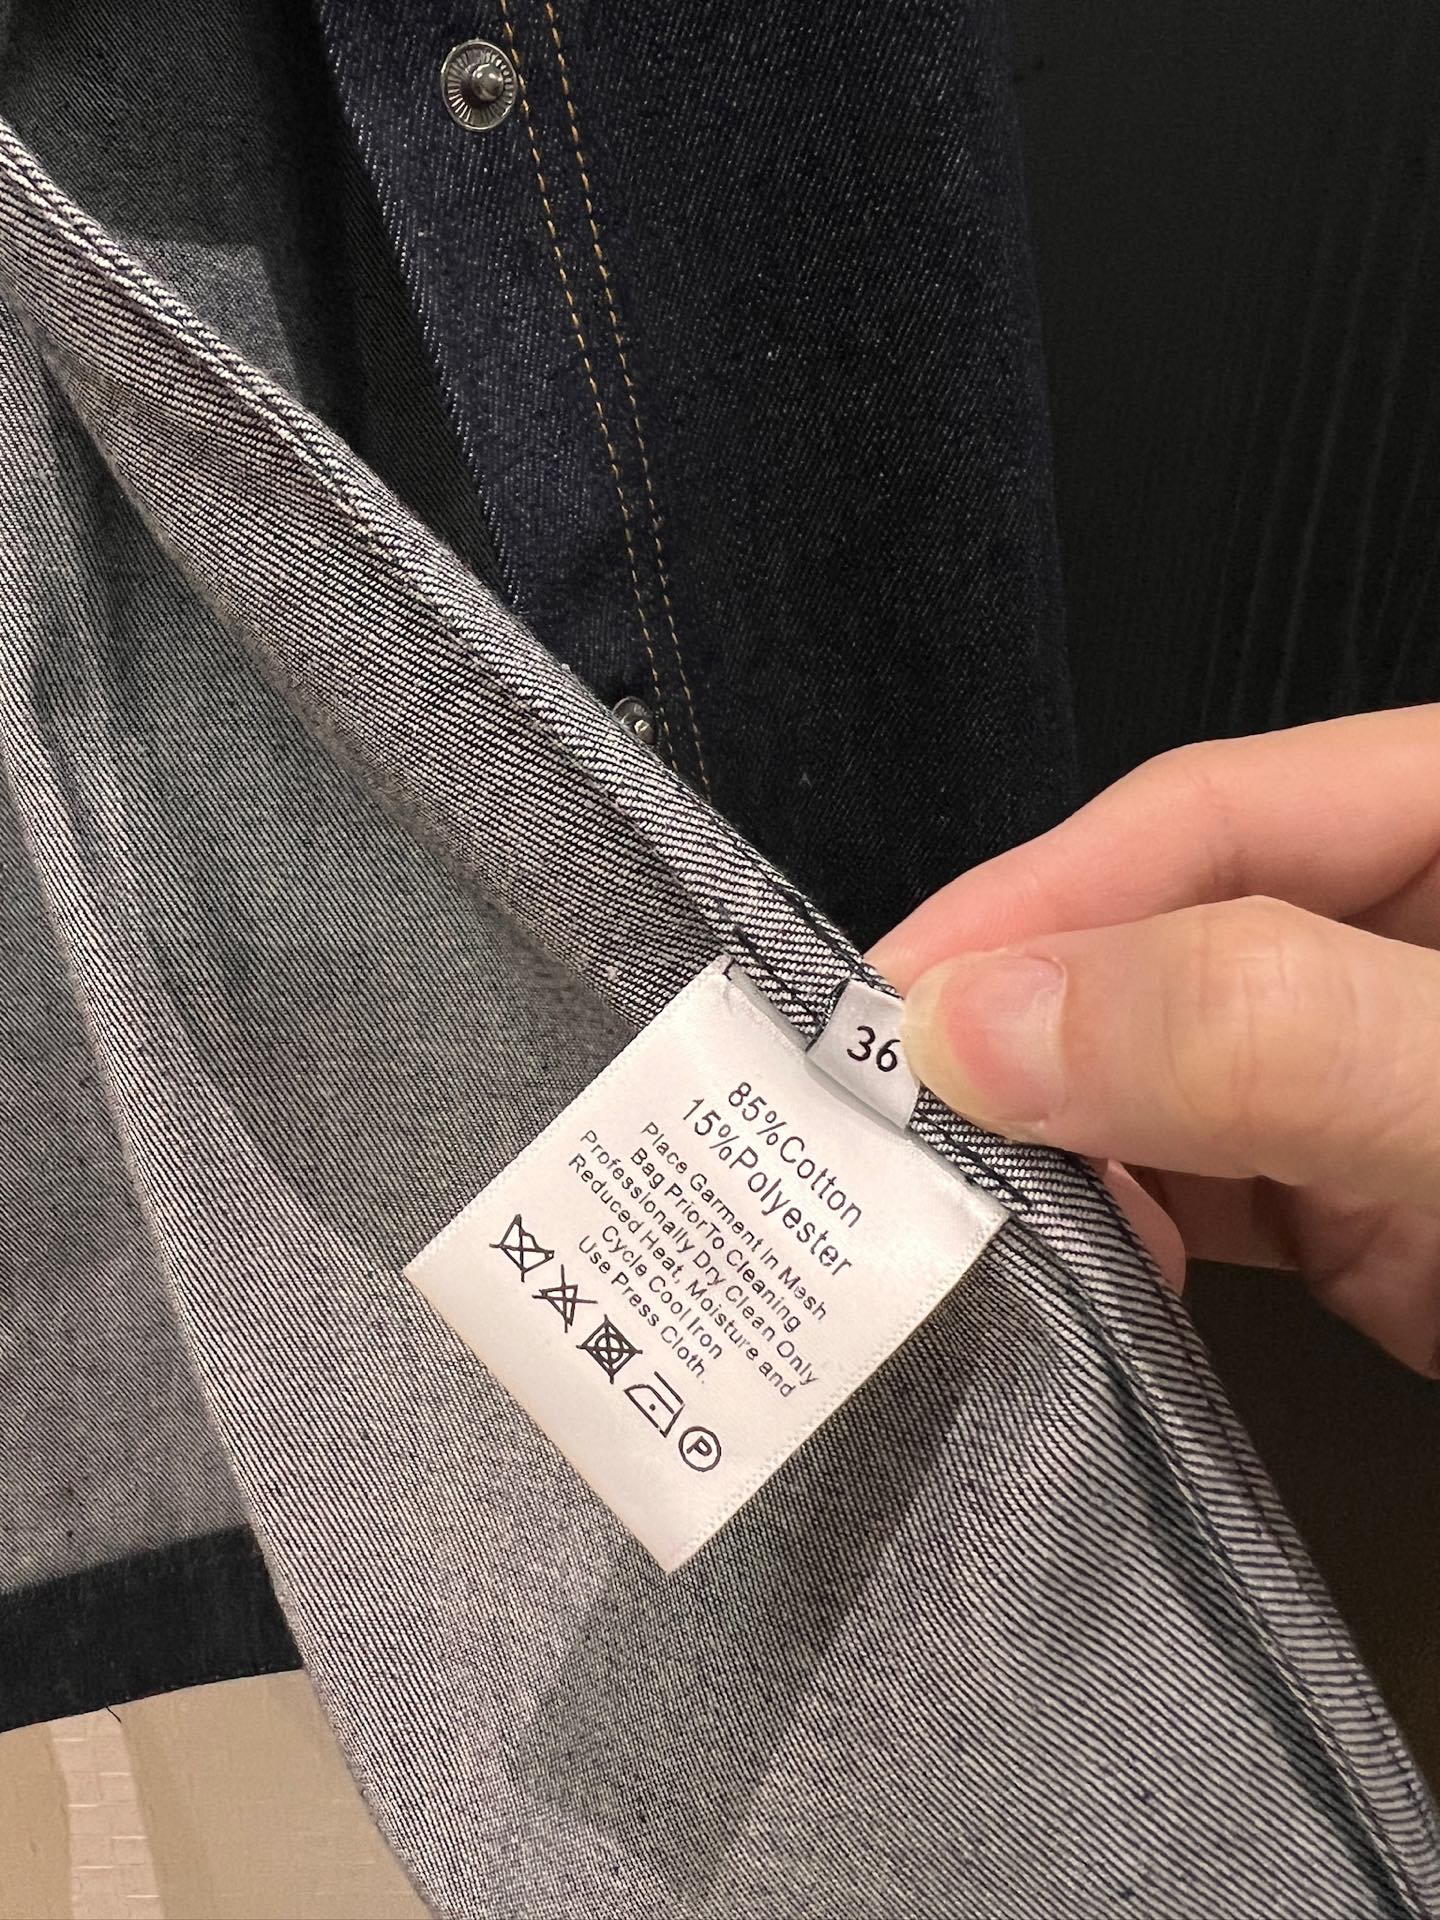 36
85%Cotton
15%Polyester
Place Garment In Mesh
Bag PriorTo Cleaning
Professionally Dry Clean Only
Reduced Heat, Moisture and
Cycle Cool Iron
Use Press Cloth.
P